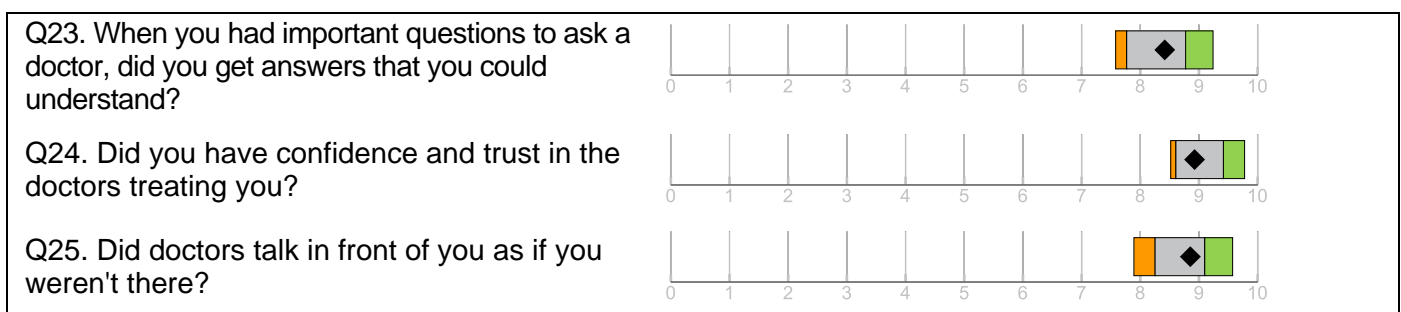 Q23. When you had important questions to ask a
doctor, did you get answers that you could
understand?
0 1 2 3 4 5 6 7 8 9 10
Q24. Did you have confidence and trust in the
doctors treating you?
0 1 2 3 4 5 6 7 8 9 10
Q25. Did doctors talk in front of you as if you
weren't there?
0 1 2 3 4 5 6 7 8 9 10